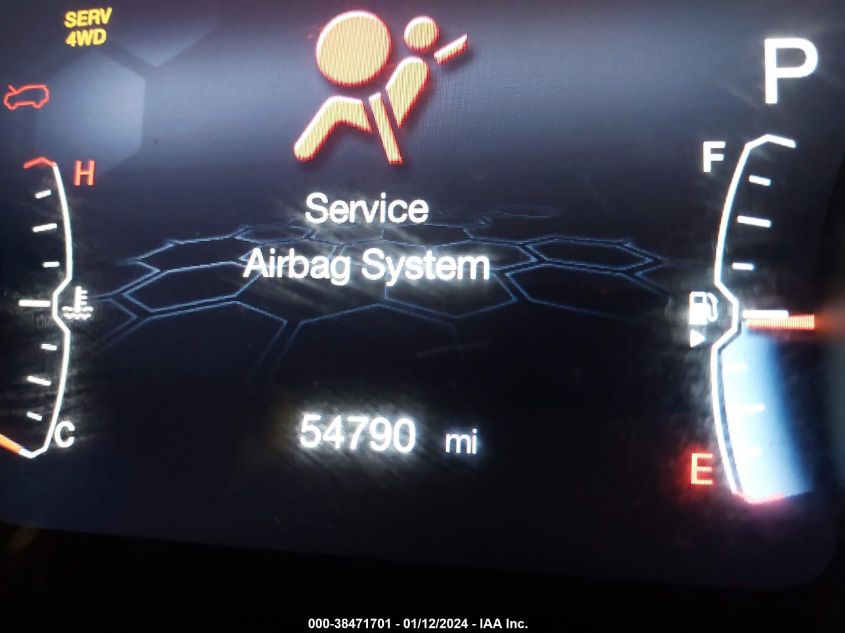 SERV
4WD
P
H
F
Service
Airbag System
C
54790 mi
E
000-38471701 - 01/12/2024 - IAA Inc.